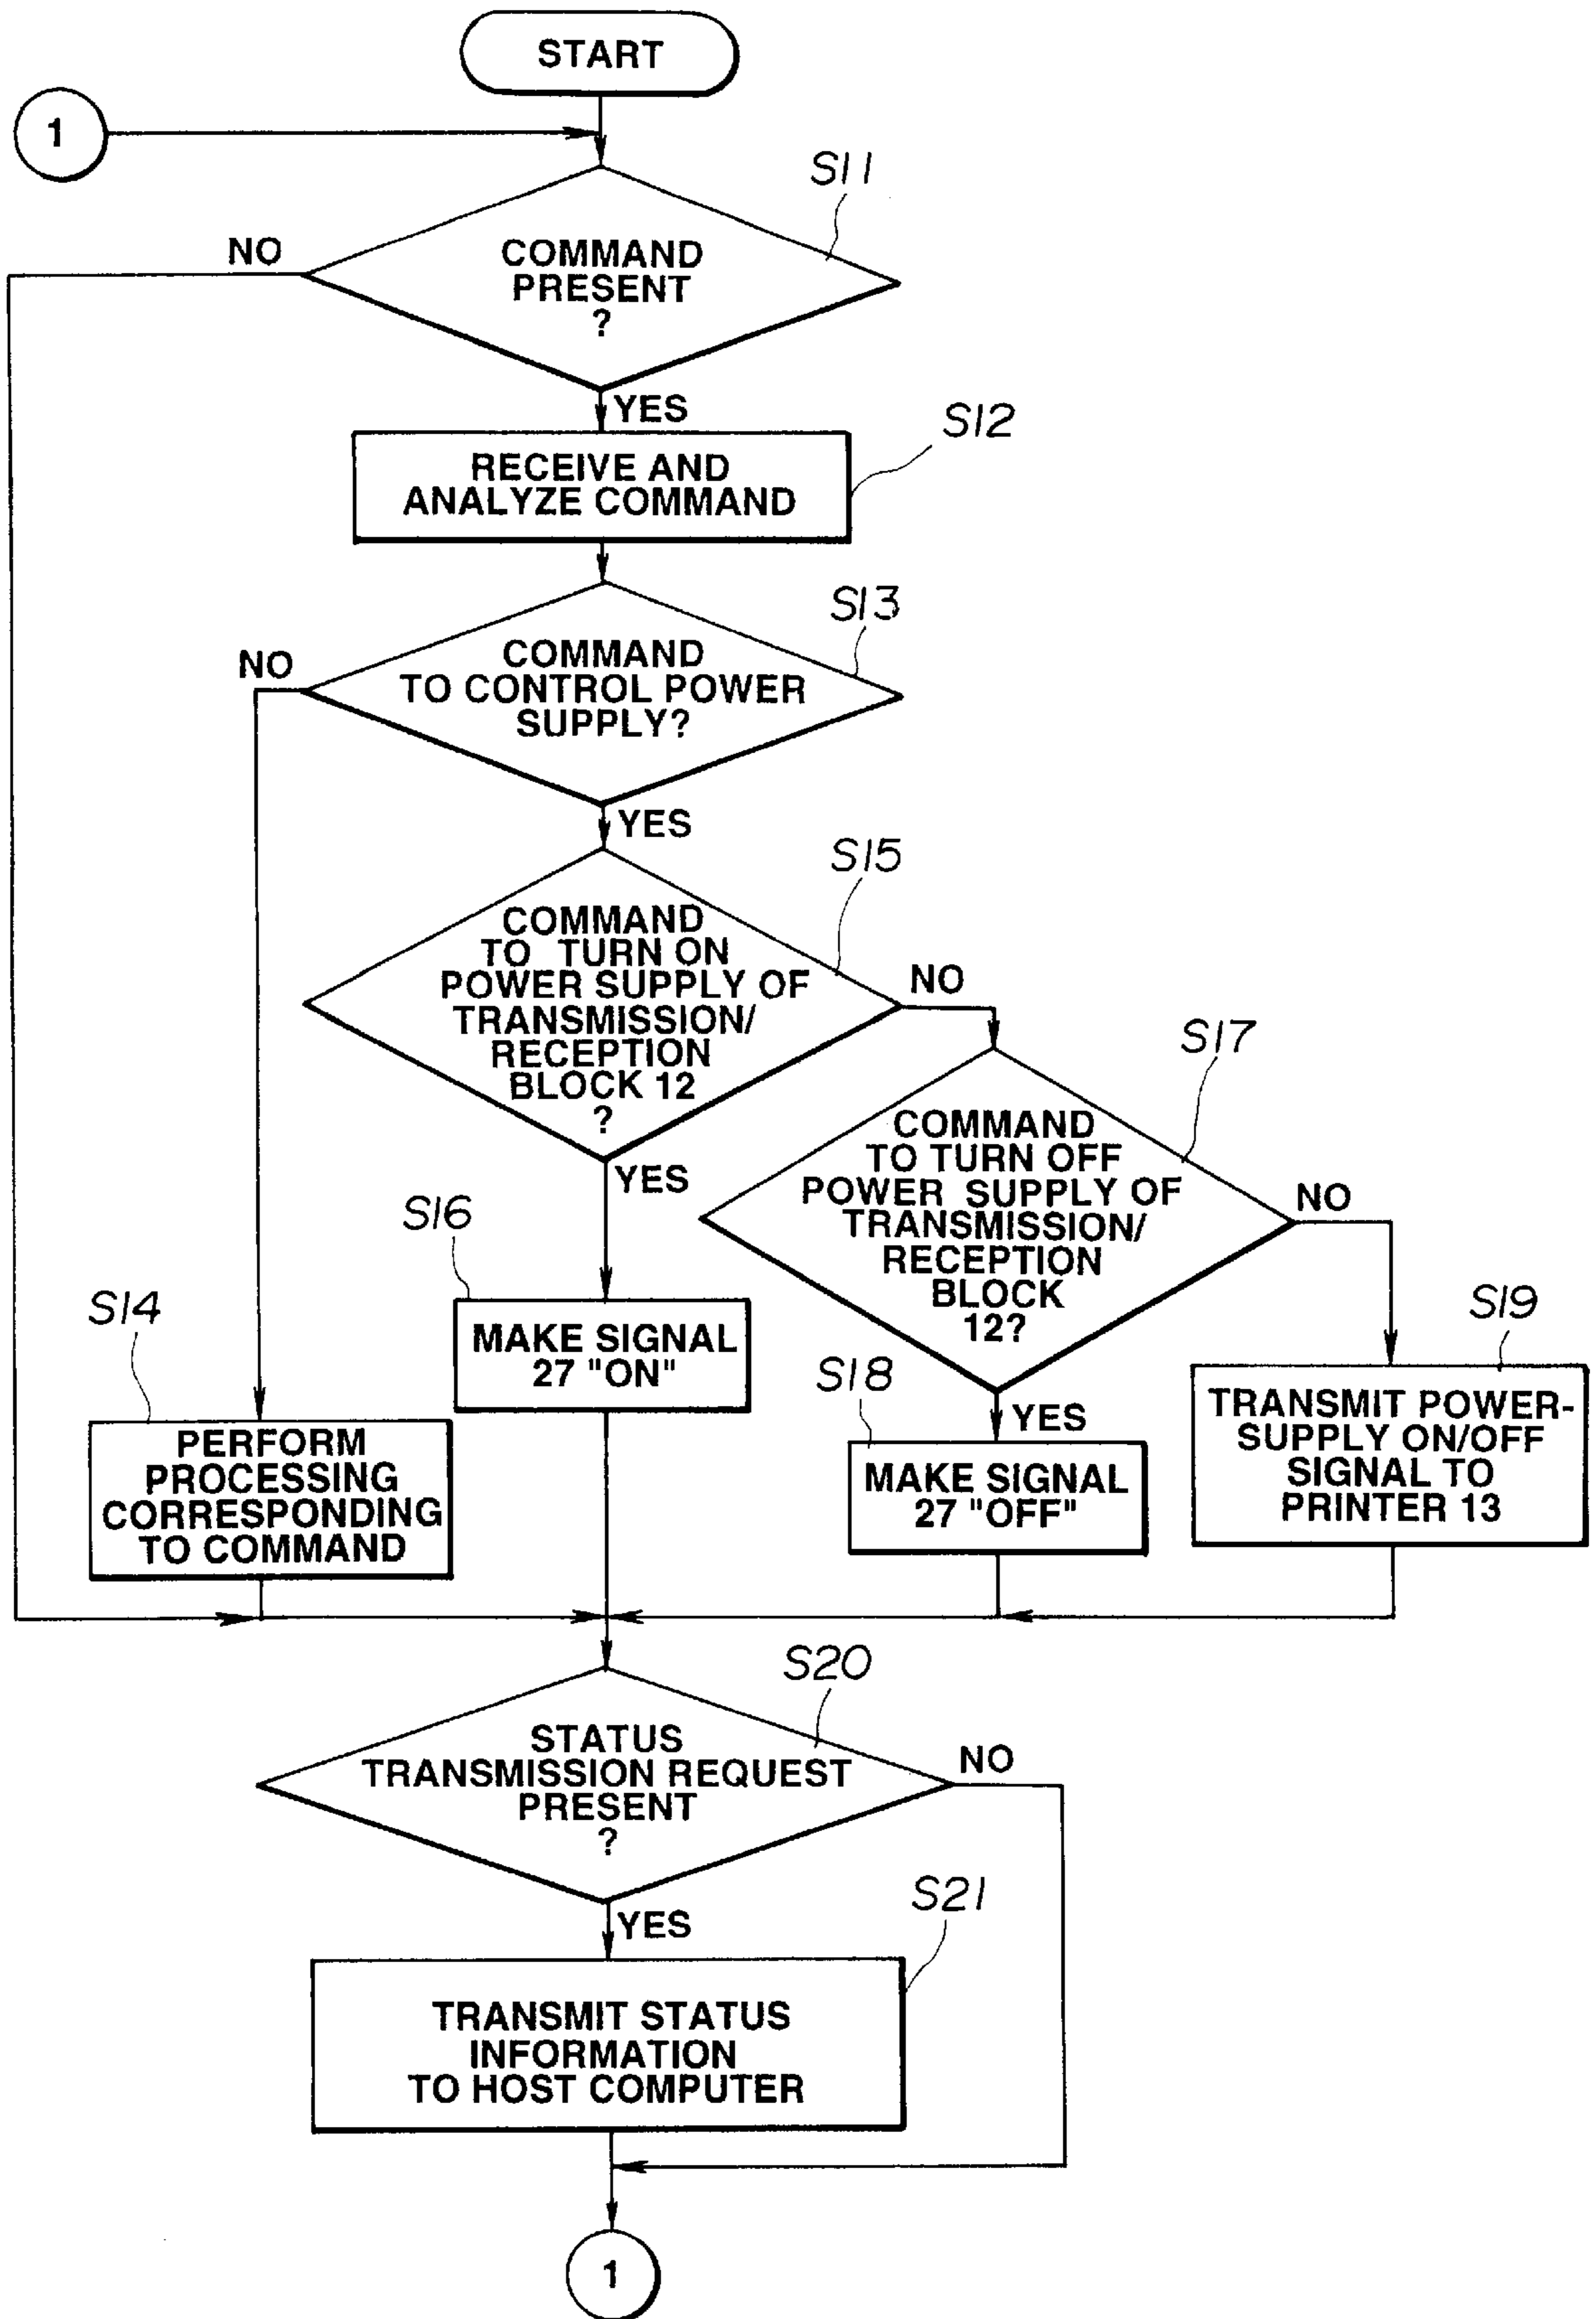 START
1
S11
NO
COMMAND
PRESENT
?
YES
S12
RECEIVE AND
ANALYZE COMMAND
S13
NO
COMMAND
TO CONTROL POWER
SUPPLY?
YES
S15
COMMAND
TO TURN ON
POWER SUPPLY OF
TRANSMISSION/
RECEPTION
BLOCK 12
?
NO
YES
S17
COMMAND
TO TURN OFF
POWER SUPPLY OF
TRANSMISSION/
RECEPTION
BLOCK
12?
NO
YES
S16
MAKE SIGNAL
27 "ON"
S14
PERFORM
PROCESSING
CORRESPONDING
TO COMMAND
S18
MAKE SIGNAL
27 "OFF"
S19
TRANSMIT POWER-
SUPPLY ON/OFF
SIGNAL TO
PRINTER 13
S20
STATUS
TRANSMISSION REQUEST
PRESENT
?
NO
YES
S21
TRANSMIT STATUS
INFORMATION
TO HOST COMPUTER
1